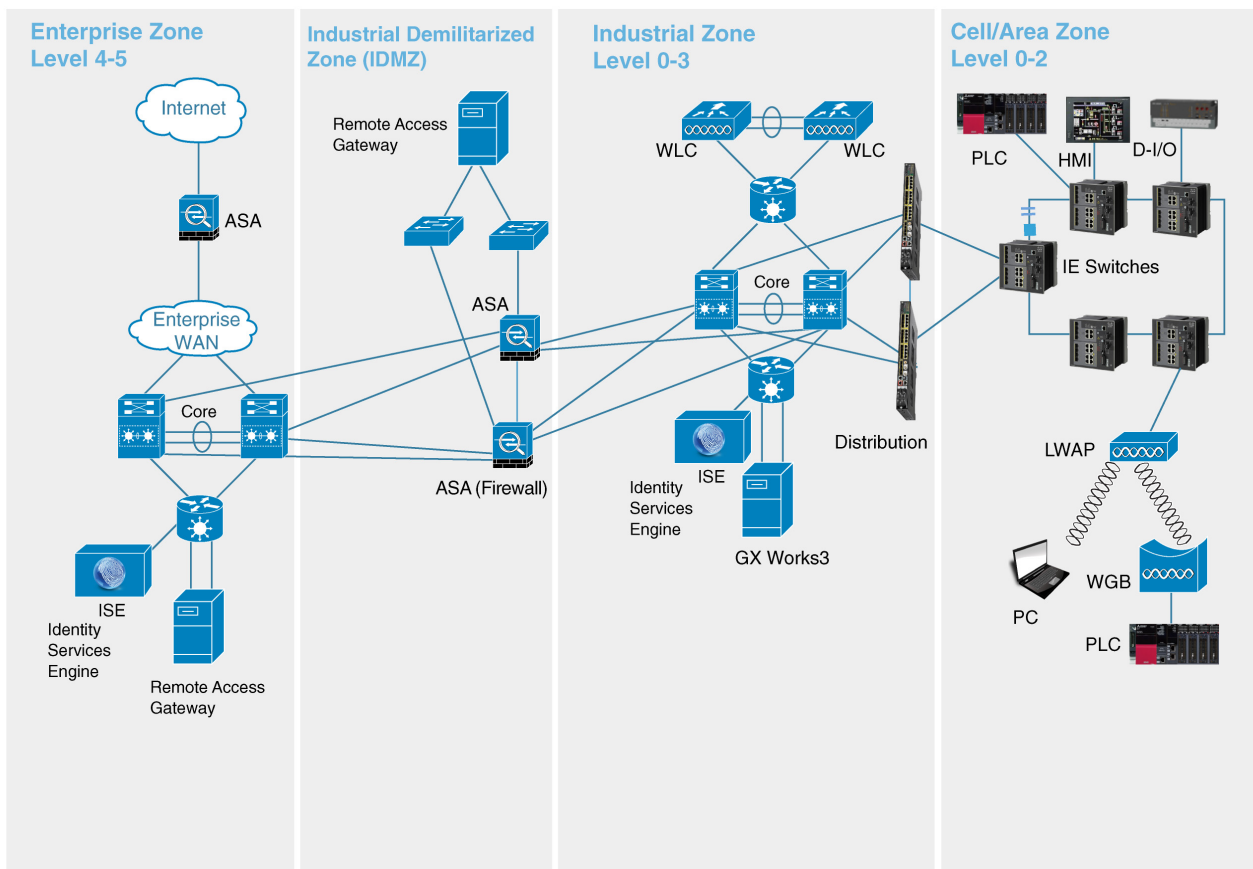 Enterprise Zone
Level 4-5
Internet
ASA
Enterprise
WAN
Core
ISE
Identity
Services
Engine
Remote Access
Gateway
Industrial Demilitarized
Zone (IDMZ)
Remote Access
Gateway
ASA
ASA (Firewall)
Industrial Zone
Level 0-3
WLC
WLC
Core
Distribution
ISE
Identity
Services
Engine
GX Works3
Cell/Area Zone
Level 0-2
PLC
HMI
D-I/O
IE Switches
LWAP
PC
WGB
PLC